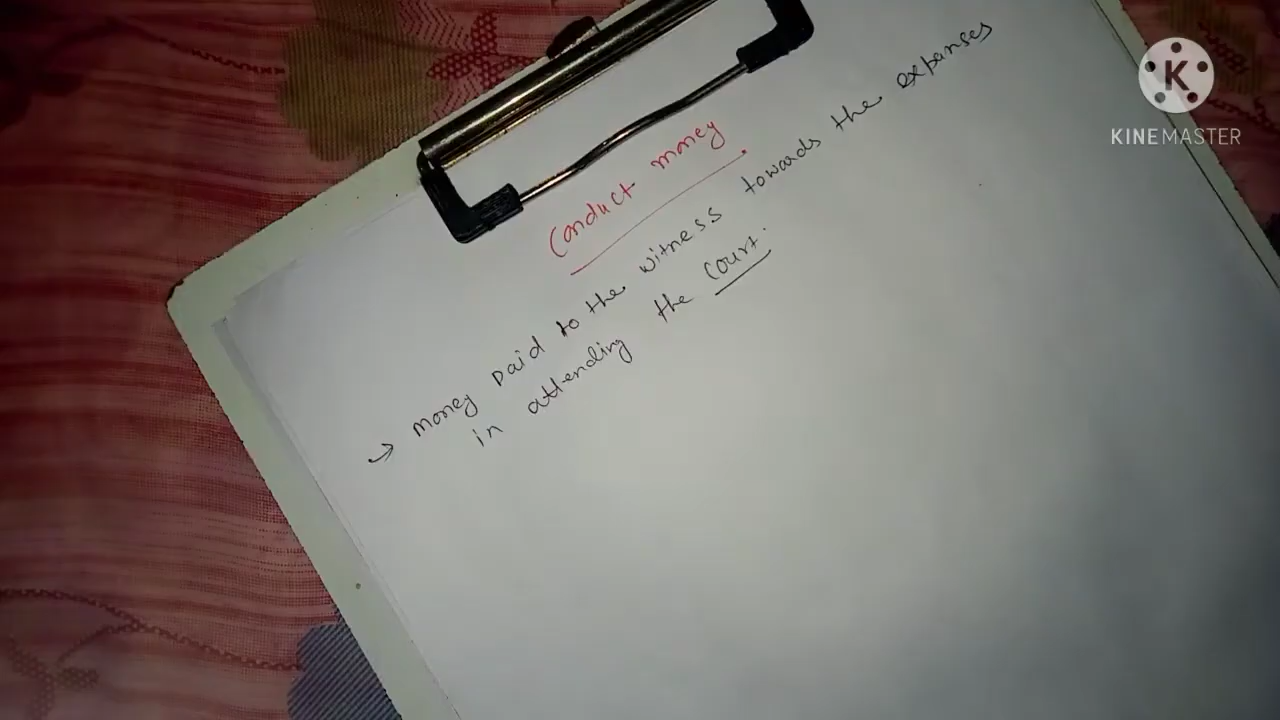 Conduct money
→ money paid to the witness towards the expenses
in attending the Court.
K
KINEMASTER